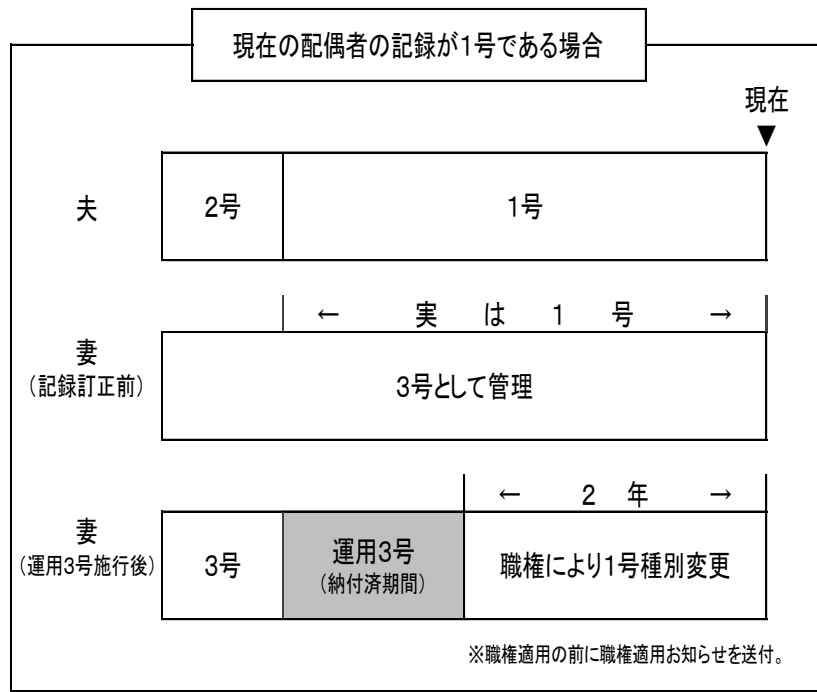 現在の配偶者の記録が1号である場合
現在
▼
夫
2号
1号
← 実は1号 →
妻
（記録訂正前）
3号として管理
← 2年 →
妻
（運用3号施行後）
3号
運用3号
（納付済期間）
職権により1号種別変更
※職権適用の前に職権適用お知らせを送付。